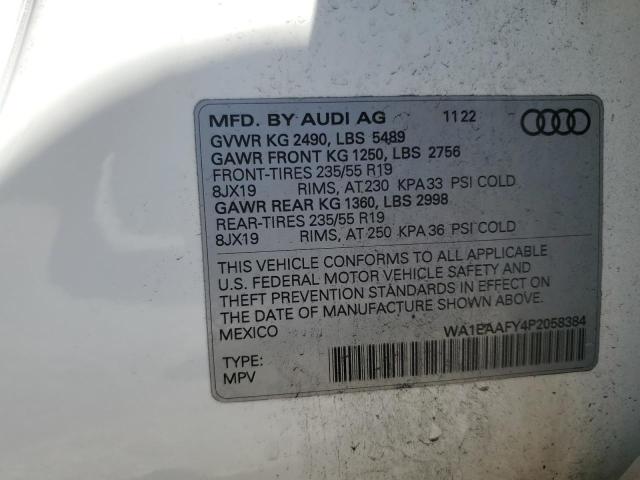 MFD. BY AUDI AG 11 22
GVWR KG 2490, LBS 5489
GAWR FRONT KG 1250, LBS 2756
FRONT-TIRES 235/55 R19
8JX19 RIMS, AT 230 KPA 33 PSI COLD
GAWR REAR KG 1360, LBS 2998
REAR-TIRES 235/55 R19
8JX19 RIMS, AT 250 KPA 36 PSI COLD
THIS VEHICLE CONFORMS TO ALL APPLICABLE
U.S. FEDERAL MOTOR VEHICLE SAFETY AND
THEFT PREVENTION STANDARDS IN EFFECT ON
THE DATE OF MANUFACTURE SHOWN ABOVE.
MEXICO WA1EAAFY4P2058384
TYPE:
MPV